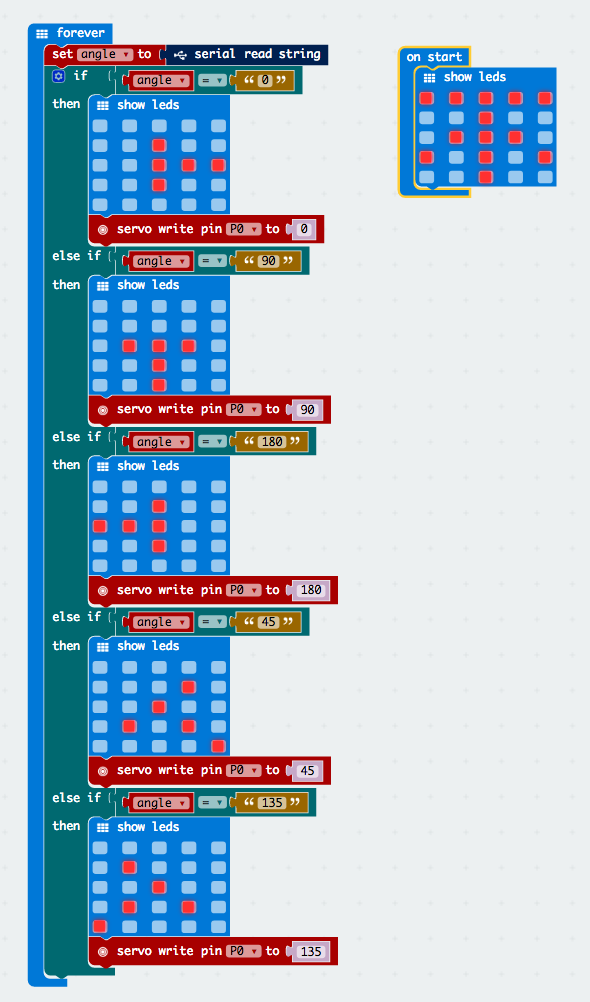 forever
set angle to serial read string
if angle = “ 0 ”
then show leds
servo write pin P0 to 0
else if angle = “ 90 ”
then show leds
servo write pin P0 to 90
else if angle = “ 180 ”
then show leds
servo write pin P0 to 180
else if angle = “ 45 ”
then show leds
servo write pin P0 to 45
else if angle = “ 135 ”
then show leds
servo write pin P0 to 135
on start
show leds